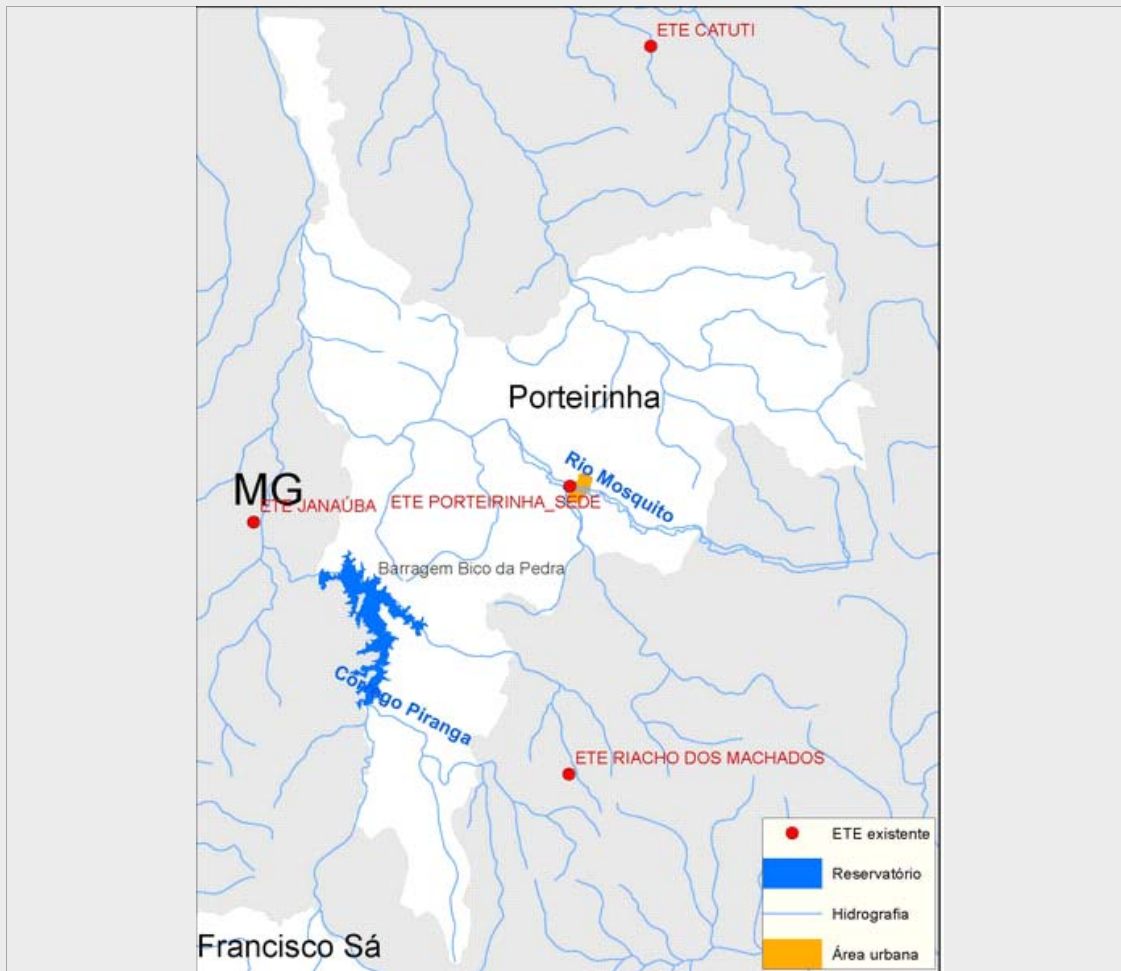 ETE CATUTI
Porteirinha
Rio Mosquito
MG
ETE JANAÚBA
ETE PORTEIRINHA_SEDE
Barragem Bico da Pedra
Córrego Piranga
ETE RIACHO DOS MACHADOS
ETE existente
Reservatório
Hidrografia
Área urbana
Francisco Sá